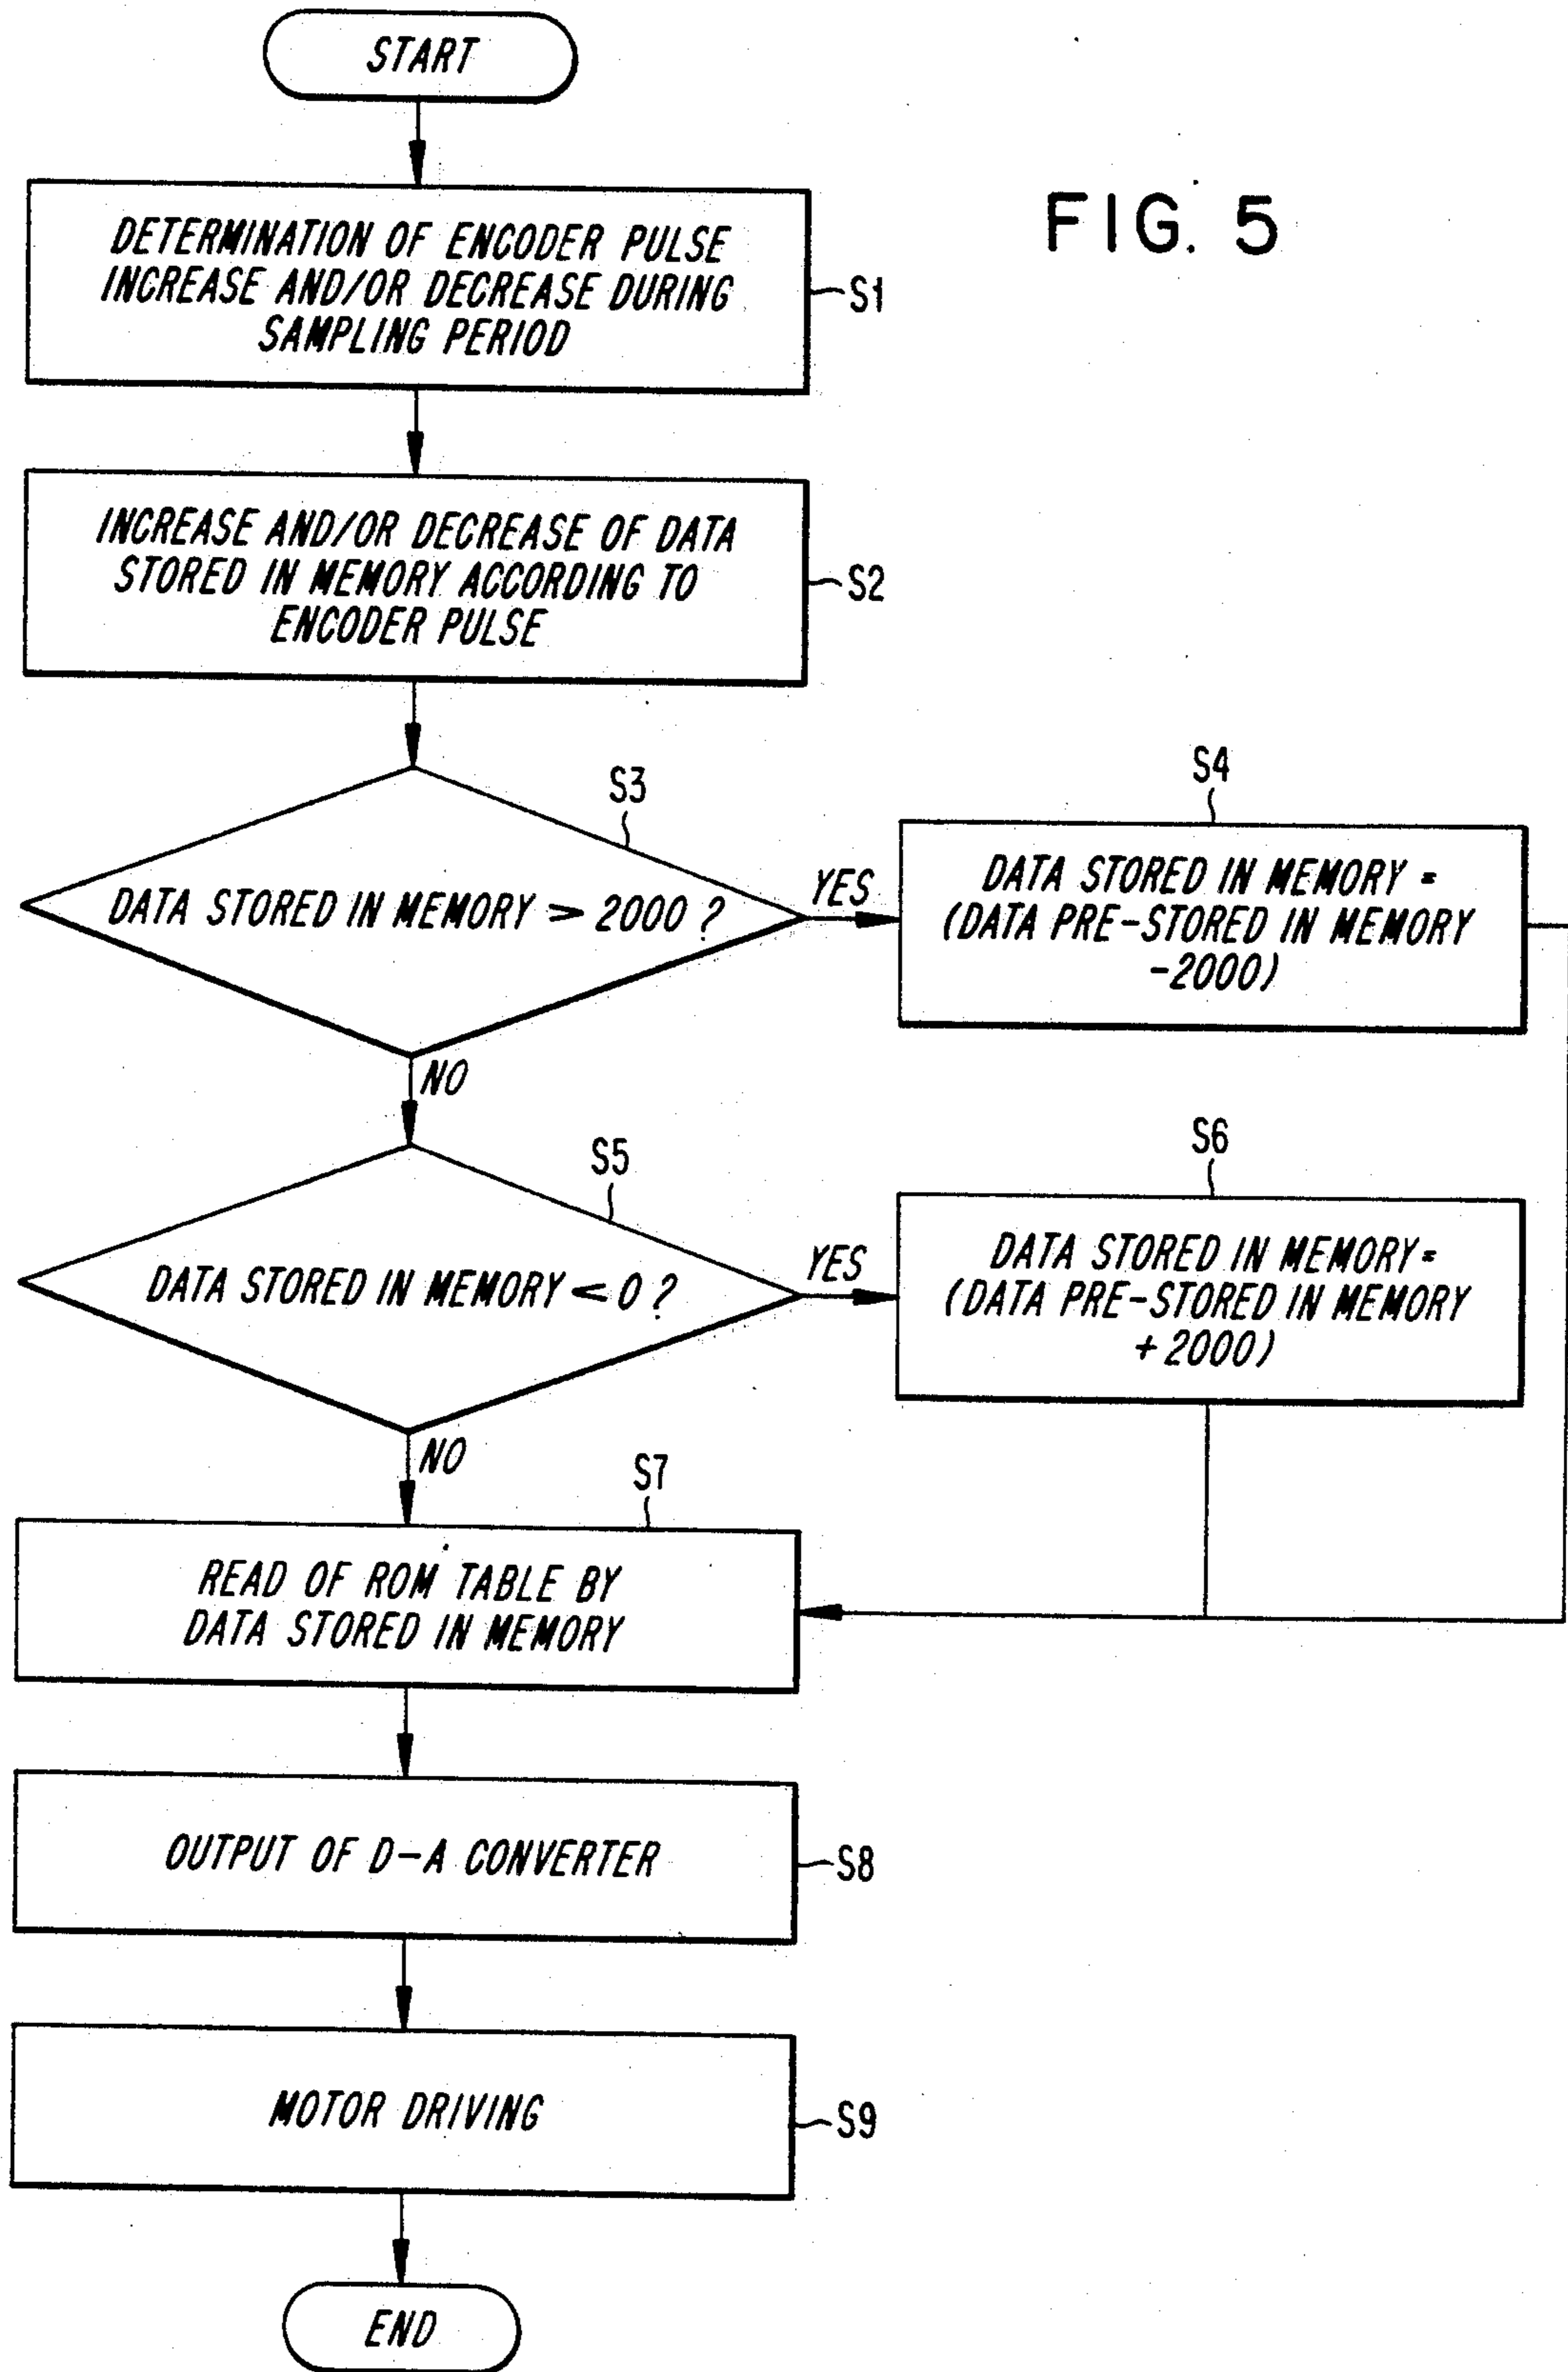 START
FIG. 5
DETERMINATION OF ENCODER PULSE
INCREASE AND/OR DECREASE DURING
SAMPLING PERIOD
S1
INCREASE AND/OR DECREASE OF DATA
STORED IN MEMORY ACCORDING TO
ENCODER PULSE
S2
S3
DATA STORED IN MEMORY > 2000 ?
YES
NO
S4
DATA STORED IN MEMORY =
(DATA PRE-STORED IN MEMORY
-2000)
S5
DATA STORED IN MEMORY < 0 ?
YES
NO
S6
DATA STORED IN MEMORY=
(DATA PRE-STORED IN MEMORY
+2000)
S7
READ OF ROM TABLE BY
DATA STORED IN MEMORY
OUTPUT OF D-A CONVERTER
S8
MOTOR DRIVING
S9
END